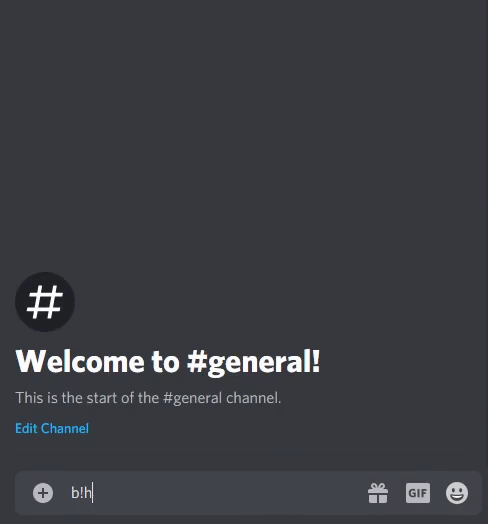 #
Welcome to #general!
This is the start of the #general channel.
Edit Channel
b!h
GIF